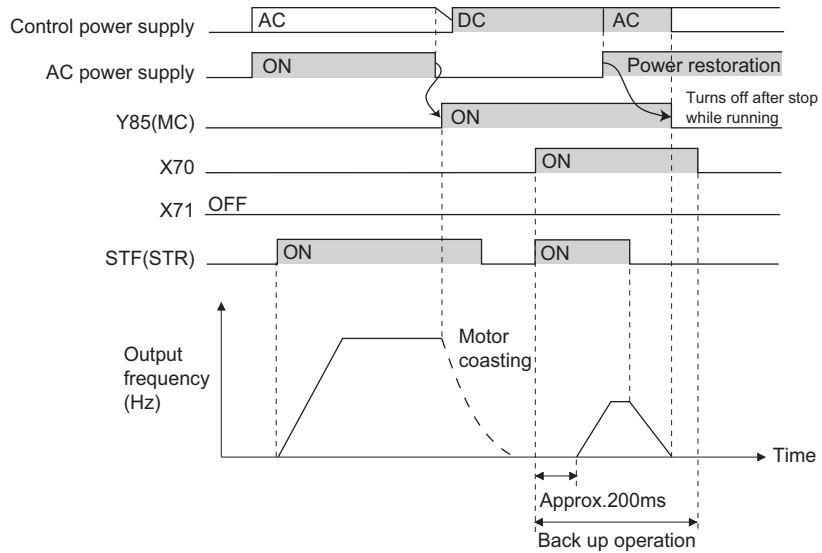 Control power supply AC DC AC
AC power supply ON Power restoration
Turns off after stop
while running
Y85(MC) ON
X70 ON
X71 OFF
STF(STR) ON ON
Output
frequency
(Hz)
Motor
coasting
Time
Approx.200ms
Back up operation